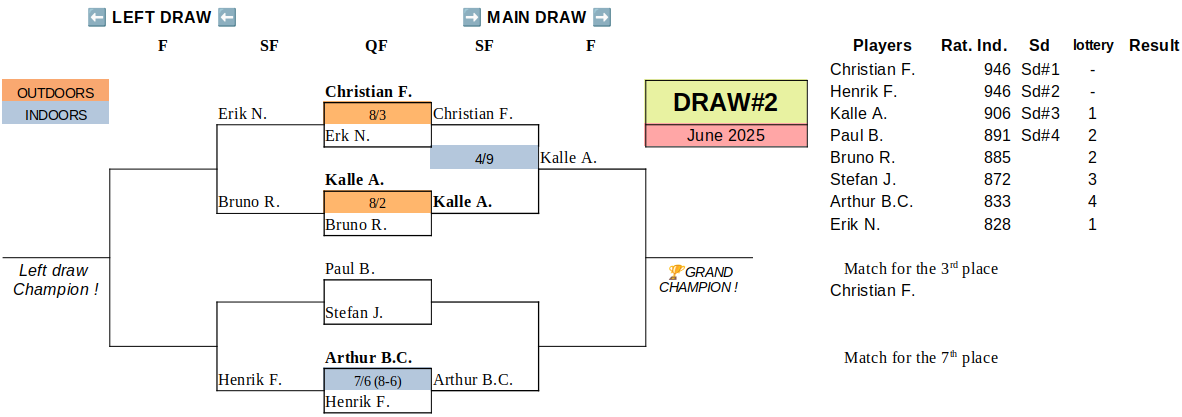 ⬅ LEFT DRAW ⬅ ➡ MAIN DRAW ➡
F SF QF SF F
Players Rat. Ind. Sd lottery Result
Christian F. 946 Sd#1 -
Henrik F. 946 Sd#2 -
Kalle A. 906 Sd#3 1
Paul B. 891 Sd#4 2
Bruno R. 885 2
Stefan J. 872 3
Arthur B.C. 833 4
Erik N. 828 1
OUTDOORS
INDOORS
DRAW#2
June 2025
Christian F.
Erik N. 8/3 Christian F.
Erk N.
4/9 Kalle A.
Kalle A.
Bruno R. 8/2 Kalle A.
Bruno R.
Left draw
Champion !
Paul B.
Stefan J.
🏆GRAND
CHAMPION !
Match for the 3rd place
Christian F.
Arthur B.C.
Henrik F. 7/6 (8-6) Arthur B.C.
Henrik F.
Match for the 7th place